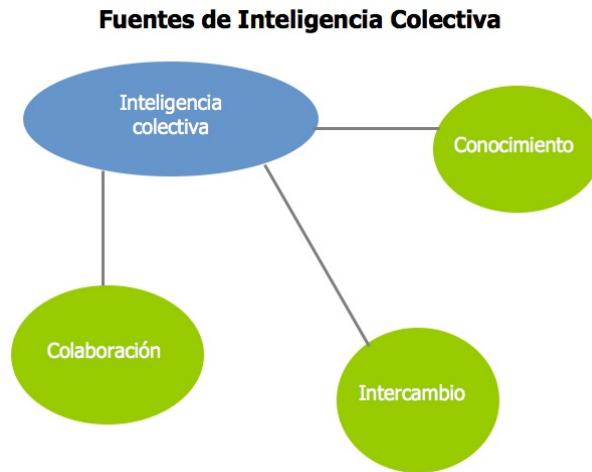 Fuentes de Inteligencia Colectiva
Inteligencia
colectiva
Conocimiento
Colaboración
Intercambio